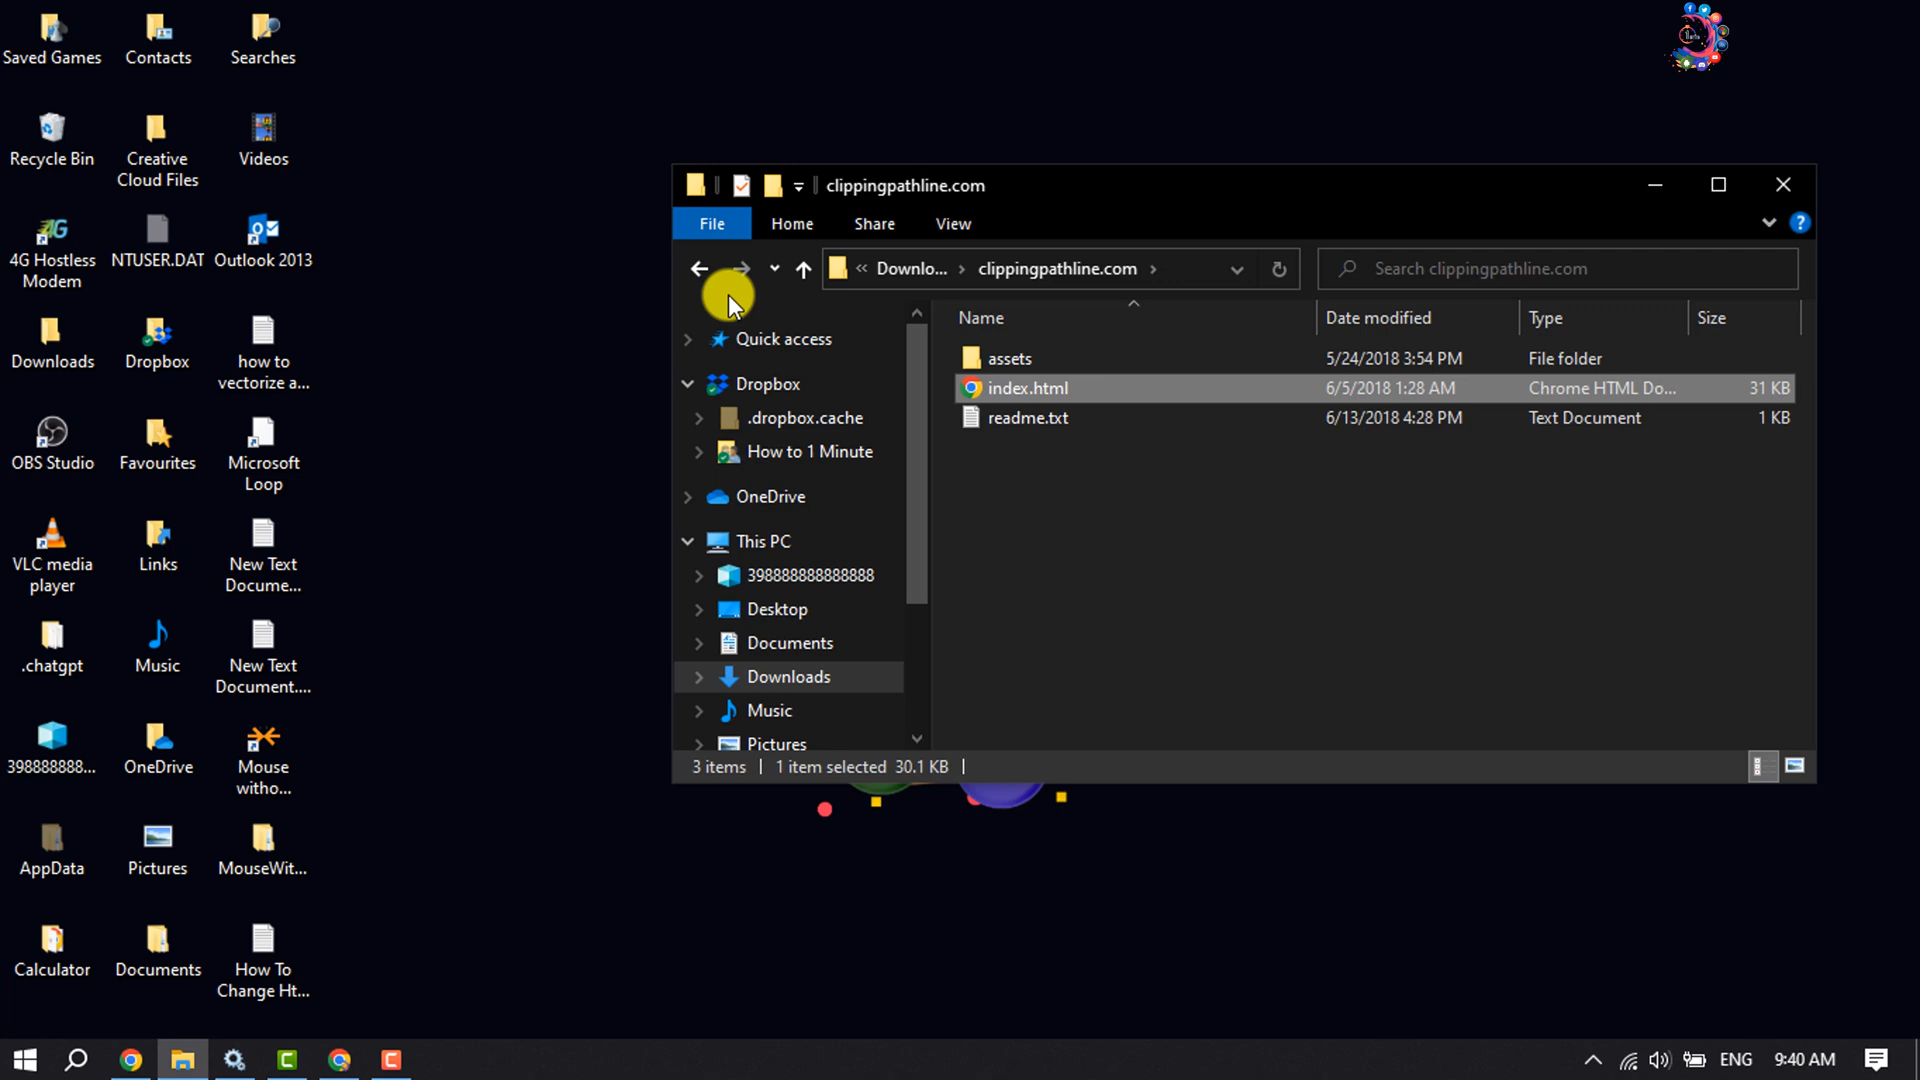 Saved Games
Contacts
Searches
Recycle Bin
Creative
Cloud Files
Videos
4G Hostless
Modem
NTUSER.DAT
Outlook 2013
Downloads
Dropbox
how to
vectorize a...
OBS Studio
Favourites
Microsoft
Loop
VLC media
player
Links
New Text
Docume...
.chatgpt
Music
New Text
Document....
398888888...
OneDrive
Mouse
witho...
AppData
Pictures
MouseWit...
Calculator
Documents
How To
Change Ht...
clippingpathline.com
File
Home
Share
View
« Downlo... › clippingpathline.com ›
Search clippingpathline.com
Quick access
Dropbox
.dropbox.cache
How to 1 Minute
OneDrive
This PC
398888888888888
Desktop
Documents
Downloads
Music
Pictures
Name Date modified Type Size
assets 5/24/2018 3:54 PM File folder
index.html 6/5/2018 1:28 AM Chrome HTML Do... 31 KB
readme.txt 6/13/2018 4:28 PM Text Document 1 KB
3 items 1 item selected 30.1 KB
ENG
9:40 AM